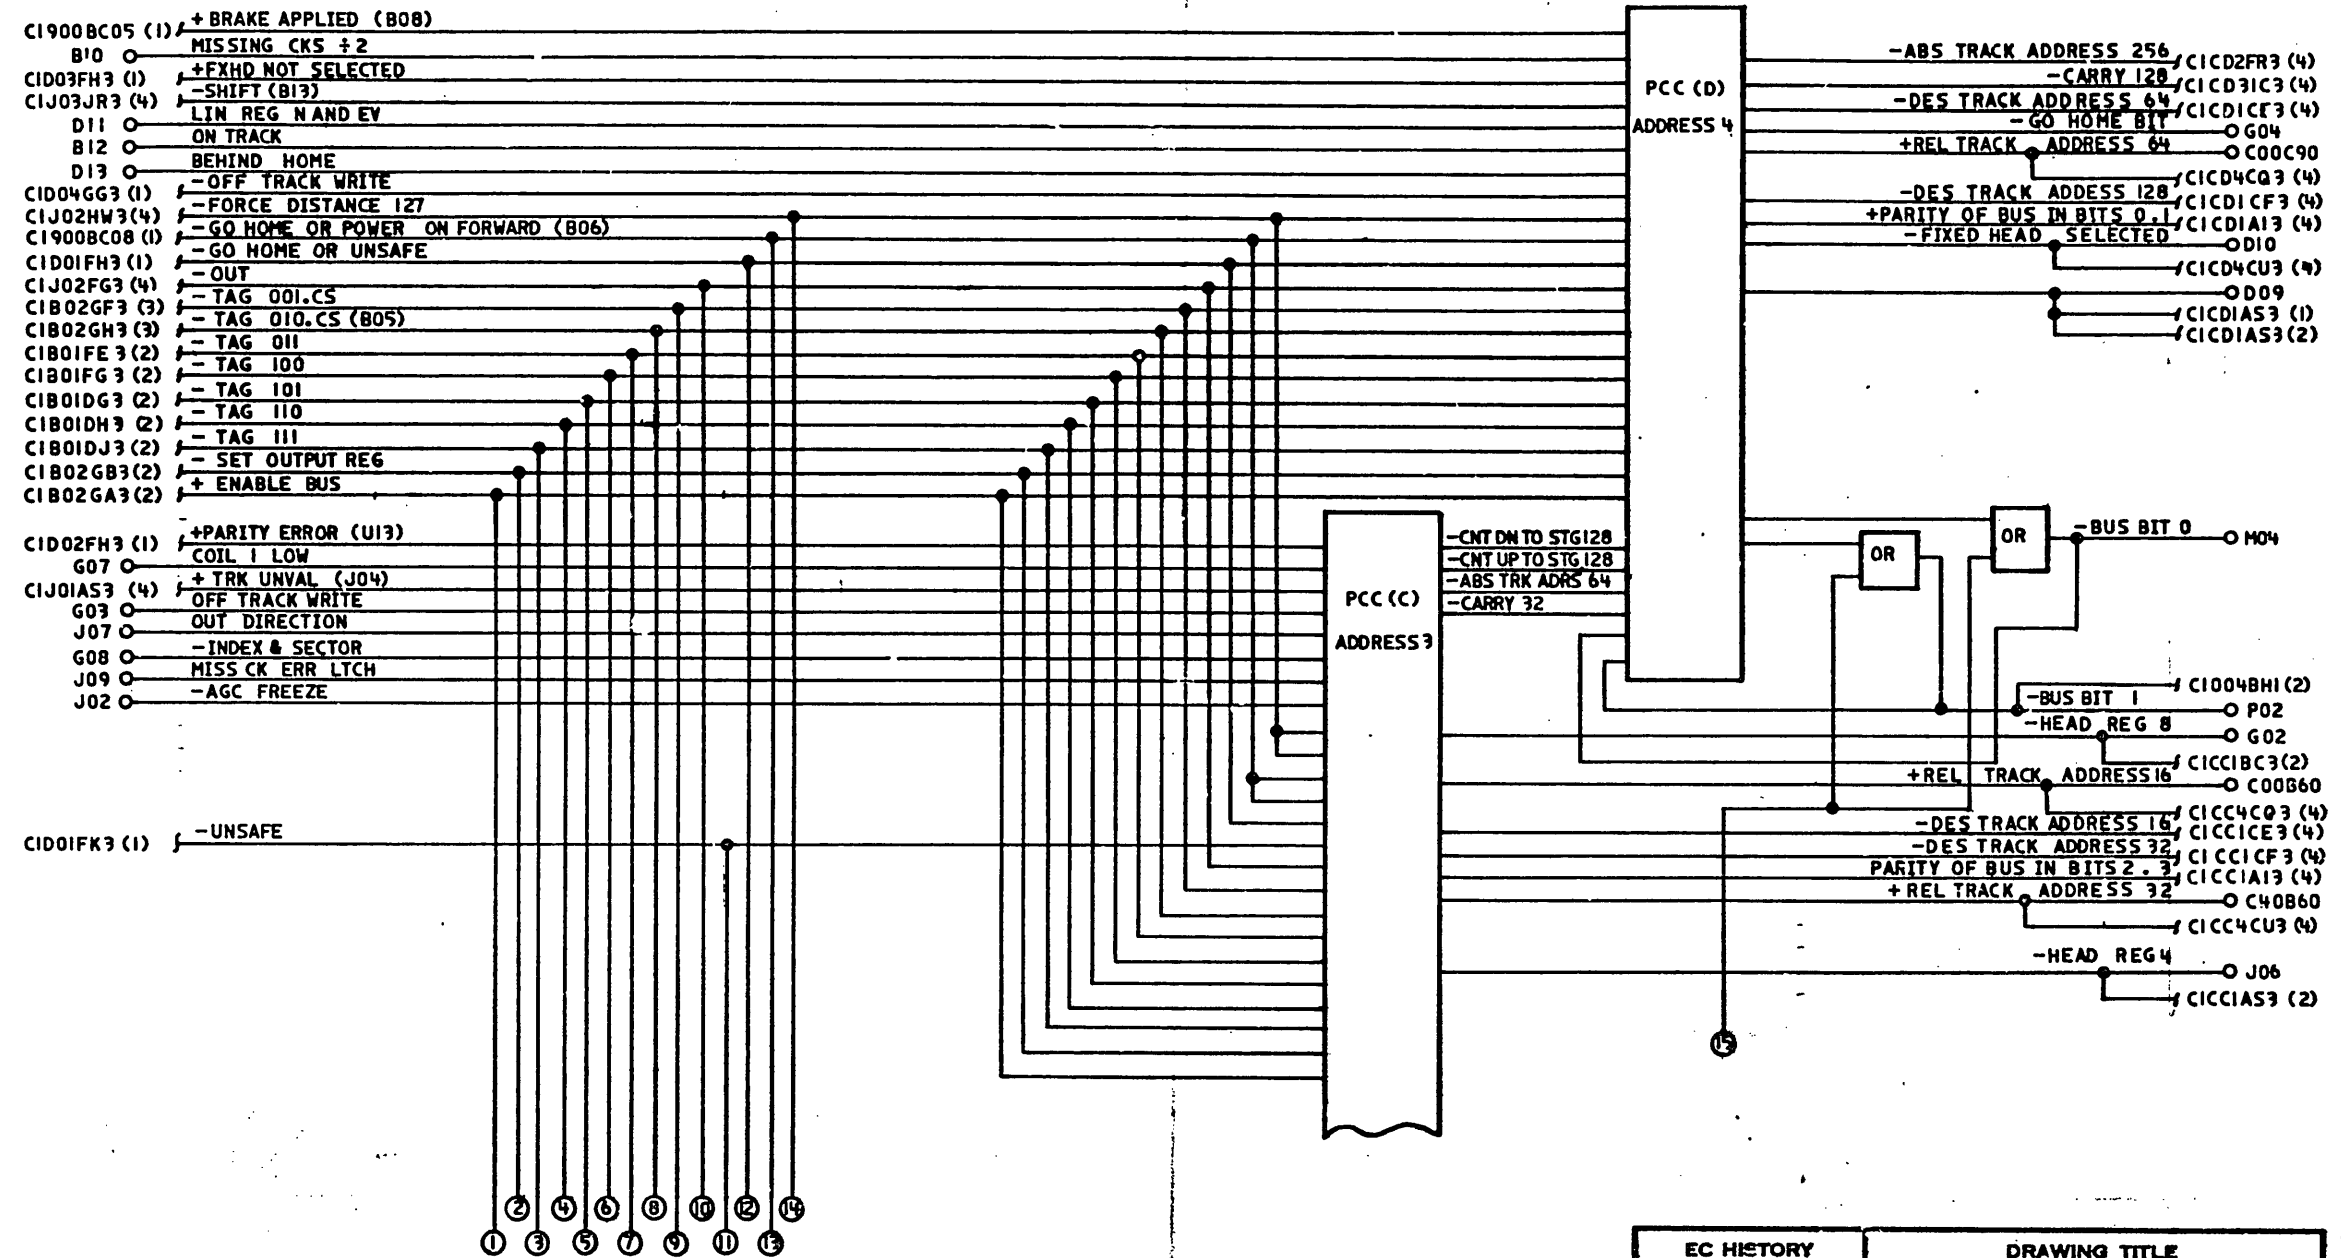 C1900BC05 (1) +BRAKE APPLIED (B08)
B10 MISSING CKS ÷2
C1D03FH3 (1) +FXHD NOT SELECTED
C1J03JR3 (4) -SHIFT (B13)
D11 LIN REG N AND EV
B12 ON TRACK
D13 BEHIND HOME
C1D04GG3 (1) -OFF TRACK WRITE
C1J02HW3 (4) -FORCE DISTANCE 127
C1900BC08 (1) -GO HOME OR POWER ON FORWARD (B06)
C1D01FH3 (1) -GO HOME OR UNSAFE
C1J02FG3 (4) -OUT
C1B02GF3 (3) - TAG 001.CS
C1B02GH3 (3) - TAG 010.CS (B05)
C1B01FE3 (2) - TAG 011
C1B01FG3 (2) - TAG 100
C1B01DG3 (2) - TAG 101
C1B01DH3 (2) - TAG 110
C1B01DJ3 (2) - TAG 111
C1B02GB3 (2) - SET OUTPUT REG
C1B02GA3 (2) + ENABLE BUS
C1D02FH3 (1) +PARITY ERROR (U13)
G07 COIL 1 LOW
C1J01AS3 (4) + TRK UNVAL (J04)
G03 OFF TRACK WRITE
J07 OUT DIRECTION
G08 -INDEX & SECTOR
J09 MISS CK ERR LTCH
J02 -AGC FREEZE
C1D01FK3 (1) -UNSAFE
PCC (D)
ADDRESS 4
-ABS TRACK ADDRESS 256 C1CD2FR3 (4)
-CARRY 128 C1CD3IC3 (4)
-DES TRACK ADDRESS 64 C1CD1CE3 (4)
-GO HOME BIT G04
+REL TRACK ADDRESS 64 C00C90
C1CD4CQ3 (4)
-DES TRACK ADDESS 128 C1CD1CF3 (4)
+PARITY OF BUS IN BITS 0.1 C1CD1A13 (4)
-FIXED HEAD SELECTED D10
C1CD4CU3 (4)
D09
C1CD1AS3 (1)
C1CD1AS3 (2)
OR
OR
-BUS BIT 0 M04
-CNT DN TO STG 128
-CNT UP TO STG 128
-ABS TRK ADRS 64
-CARRY 32
PCC (C)
ADDRESS 3
C1004BH1 (2)
-BUS BIT 1 P02
-HEAD REG 8 G02
C1CC1BC3 (2)
+REL TRACK ADDRESS 16 C00B60
C1CC4CQ3 (4)
-DES TRACK ADDRESS 16 C1CC1CE3 (4)
-DES TRACK ADDRESS 32 C1CC1CF3 (4)
PARITY OF BUS IN BITS 2.3 C1CC1A13 (4)
+REL TRACK ADDRESS 32 C40B60
C1CC4CU3 (4)
-HEAD REG 4 J06
C1CC1AS3 (2)
15
2 4 6 8 10 12 14
1 3 5 7 9 11 13
EC HISTORY
DRAWING TITLE